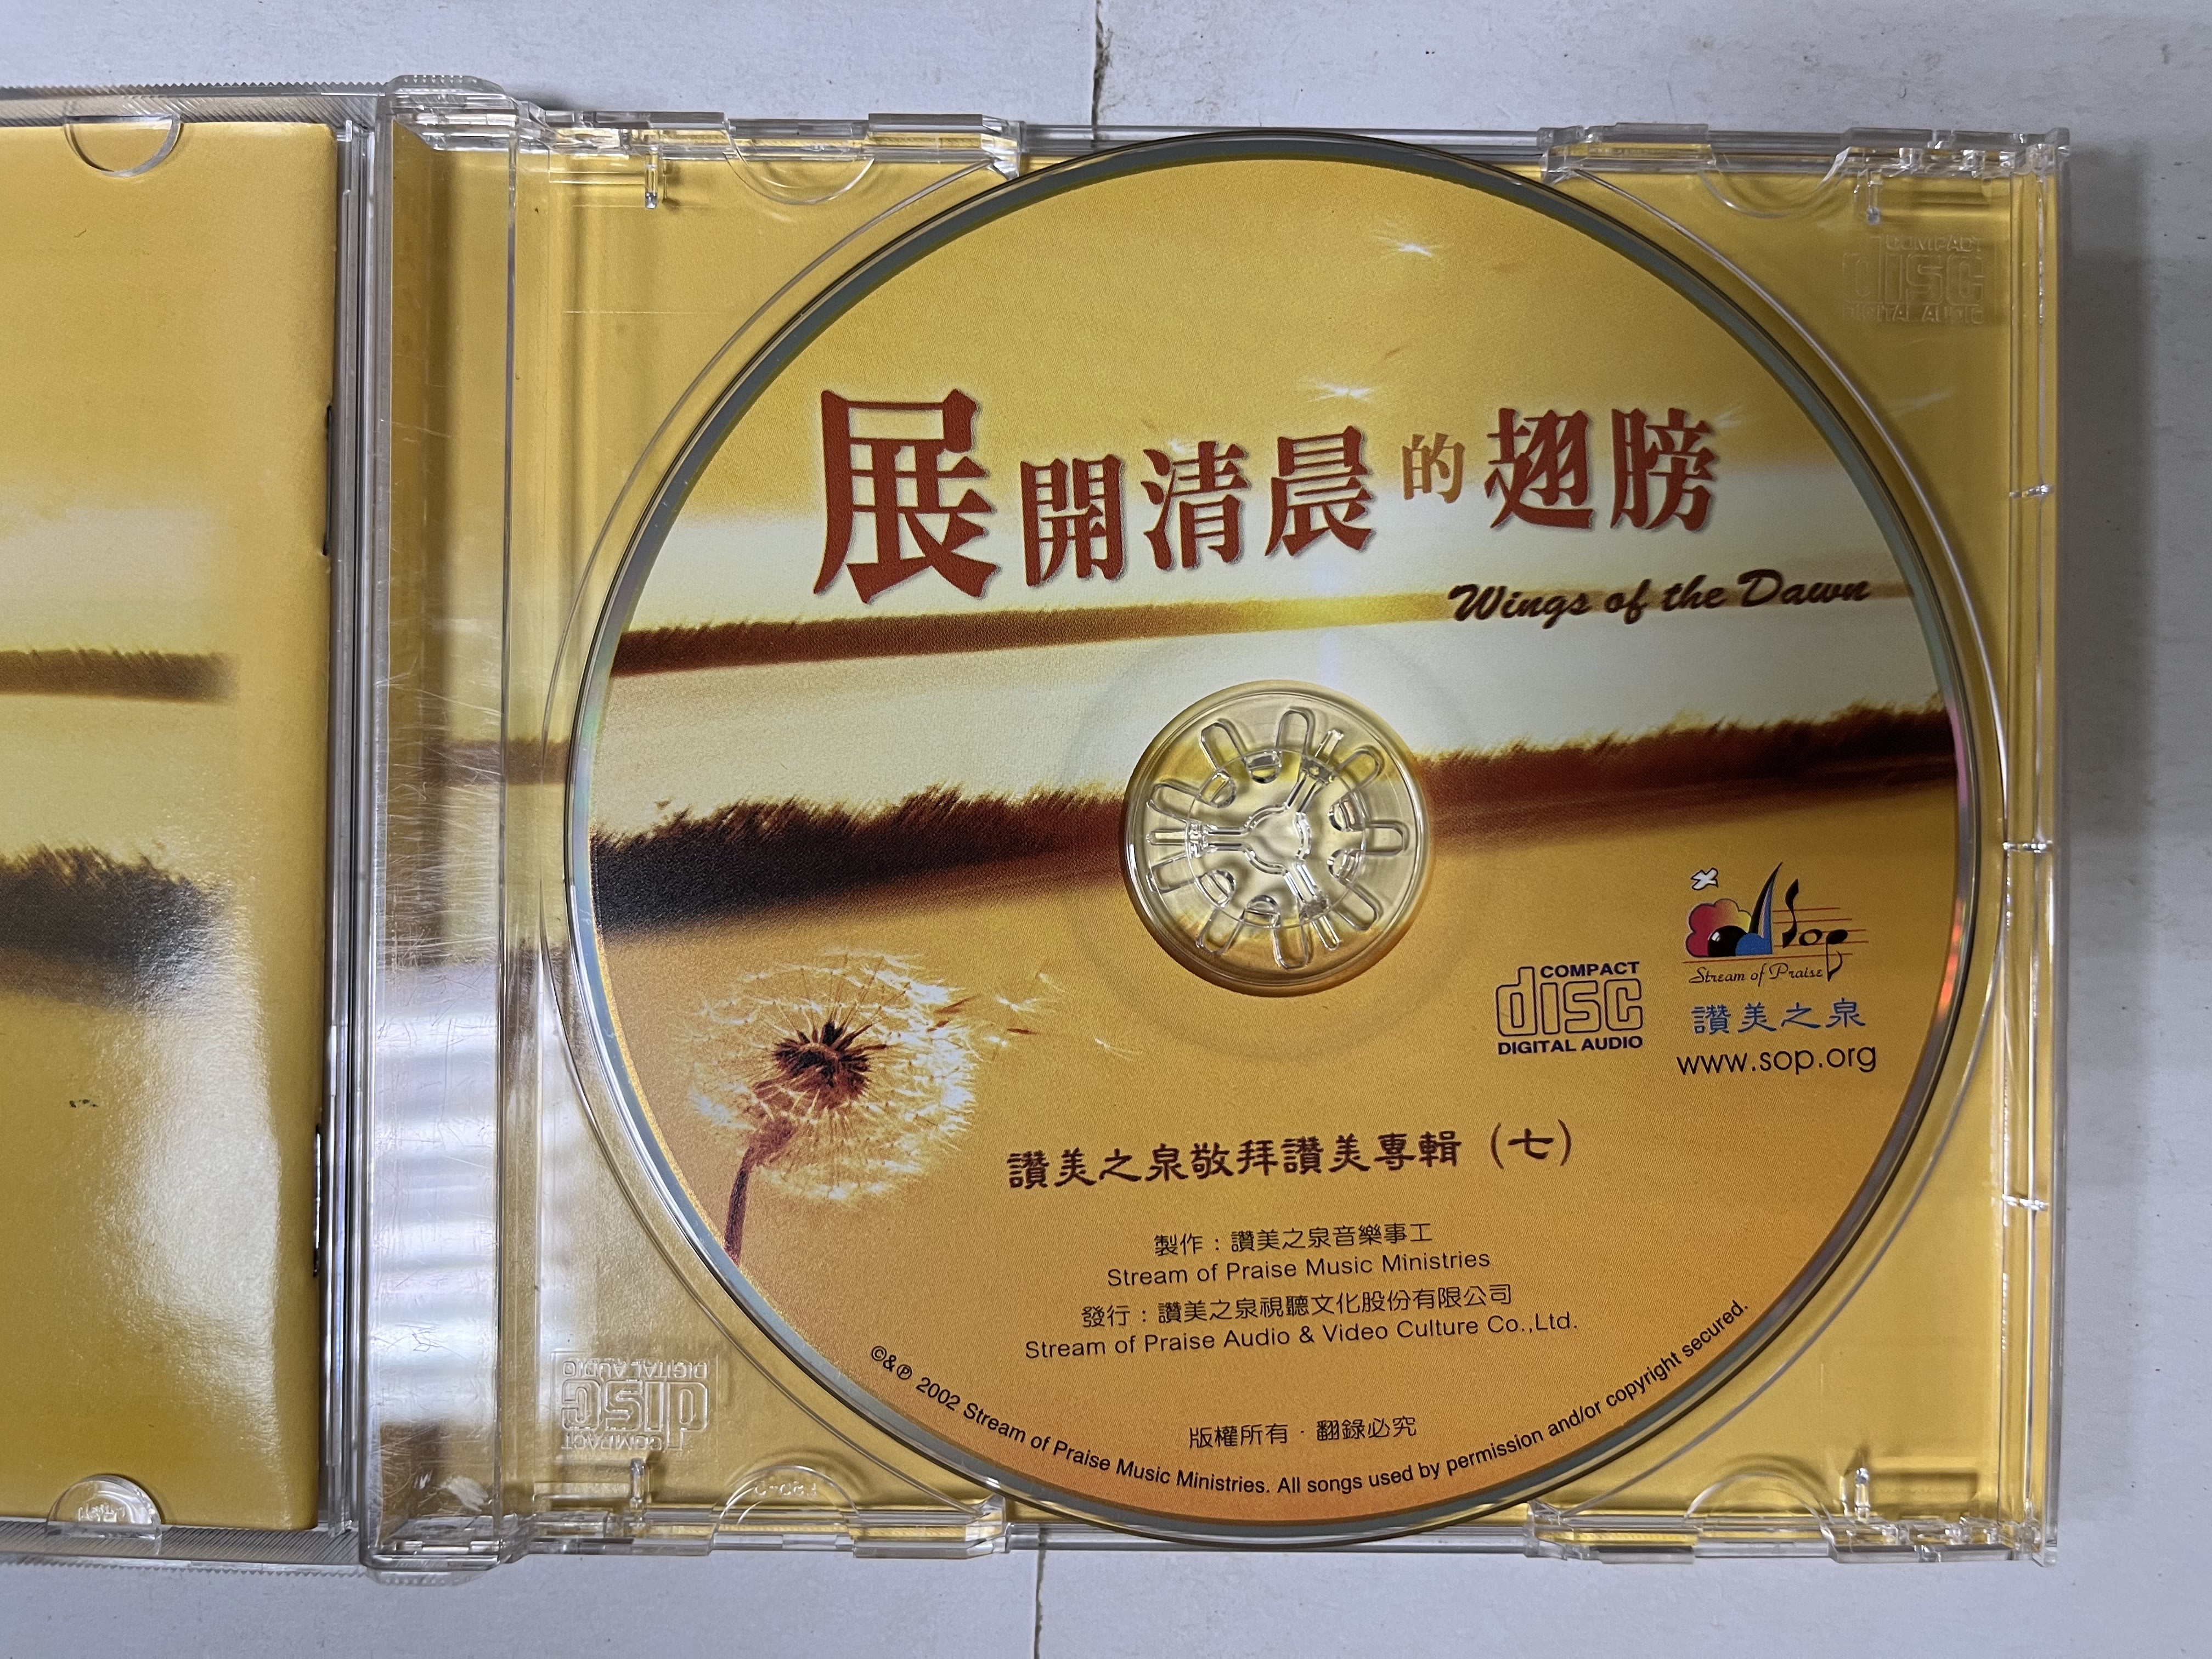 展開清晨的翅膀
Wings of the Dawn
COMPACT
disc
DIGITAL AUDIO
Sop
Stream of Praise
讚美之泉
www.sop.org
讚美之泉敬拜讚美專輯（七）
製作：讚美之泉音樂事工
Stream of Praise Music Ministries
發行：讚美之泉視聽文化股份有限公司
Stream of Praise Audio & Video Culture Co.,Ltd.
版權所有·翻錄必究
©&℗ 2002 Stream of Praise Music Ministries. All songs used by permission and/or copyright secured.
COMPACT
disc
DIGITAL AUDIO
COMPACT
disc
DIGITAL AUDIO